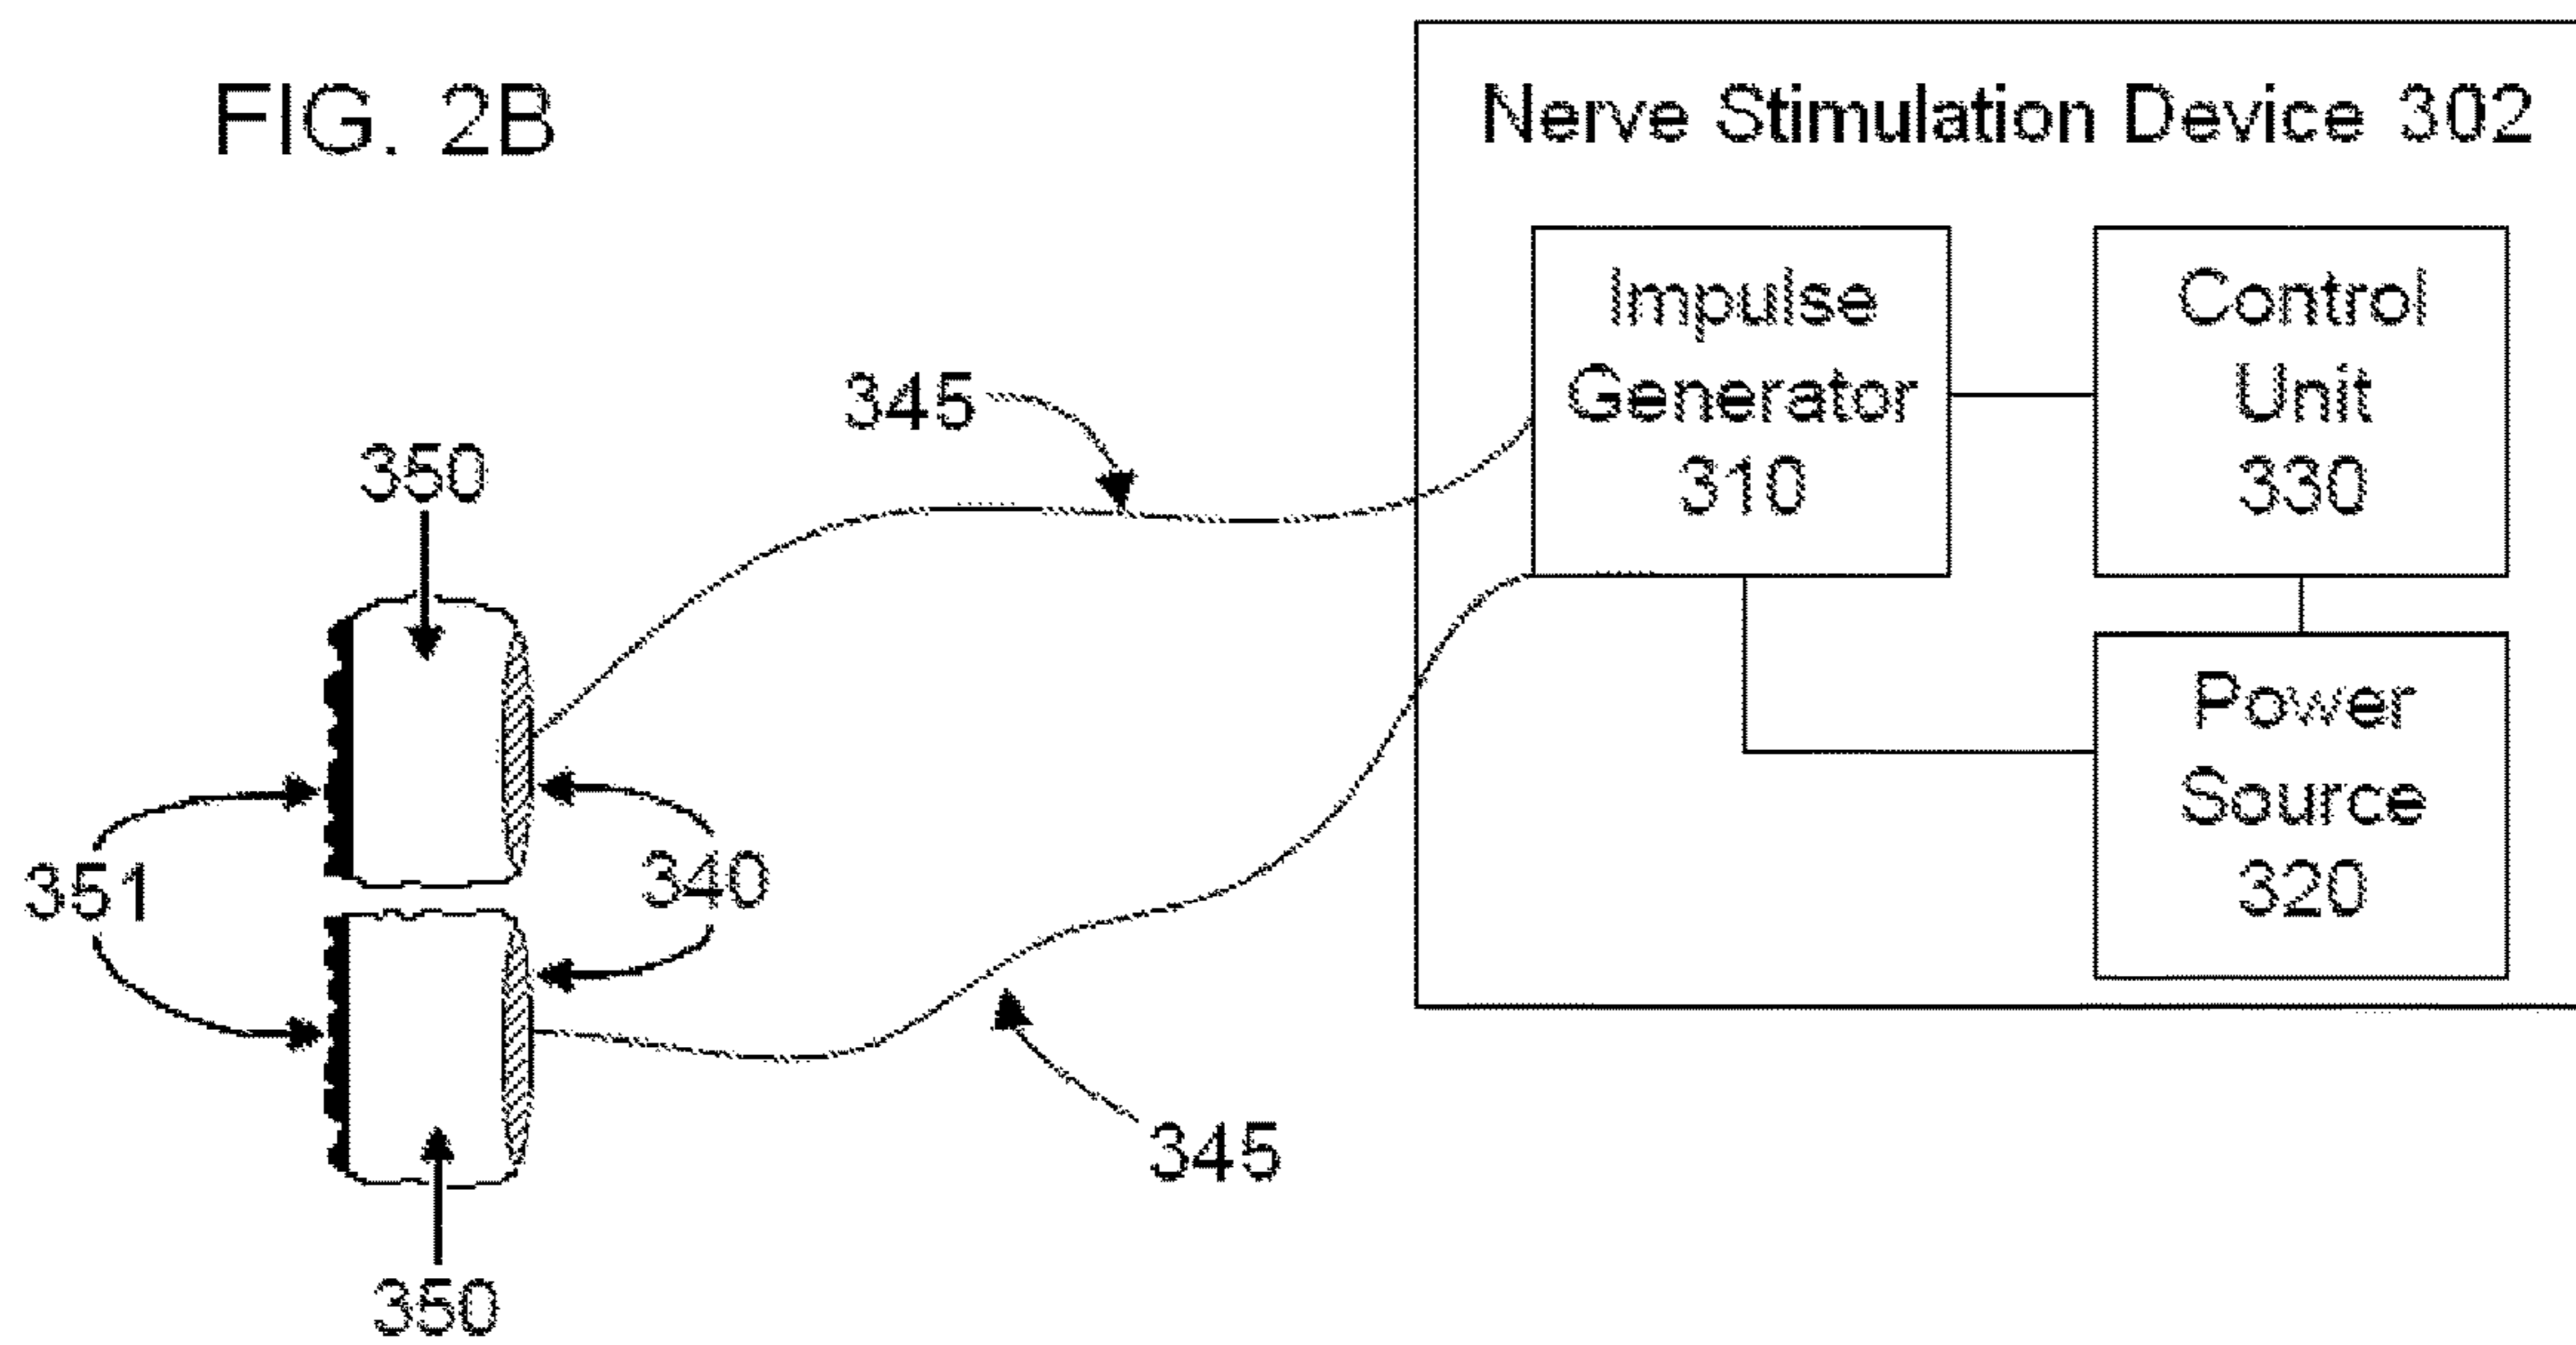 FIG. 2B
Nerve Stimulation Device 302
Impulse
Generator
310
Control
Unit
330
Power
Source
320
345
350
351
340
345
350